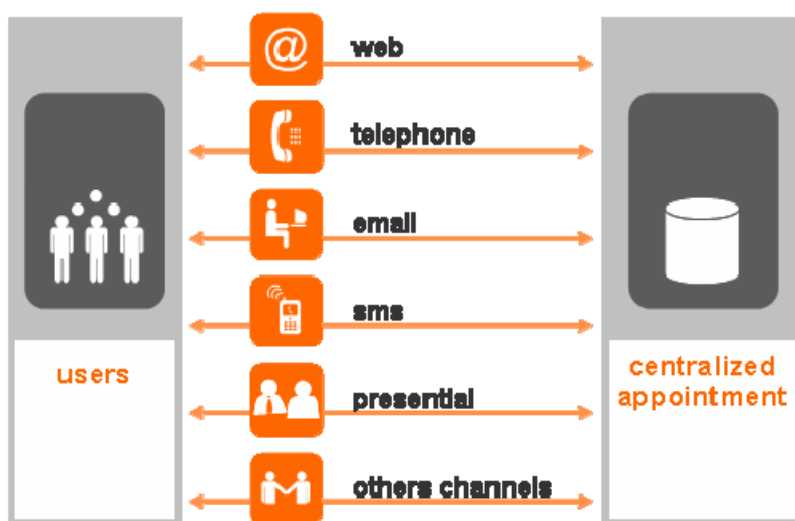 web
telephone
email
sms
presential
others channels
users
centralized
appointment
@